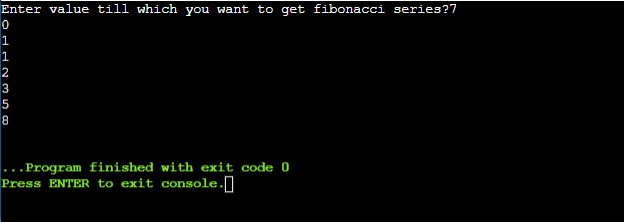 Enter value till which you want to get fibonacci series?7
0
1
1
2
3
5
8
...Program finished with exit code 0
Press ENTER to exit console.